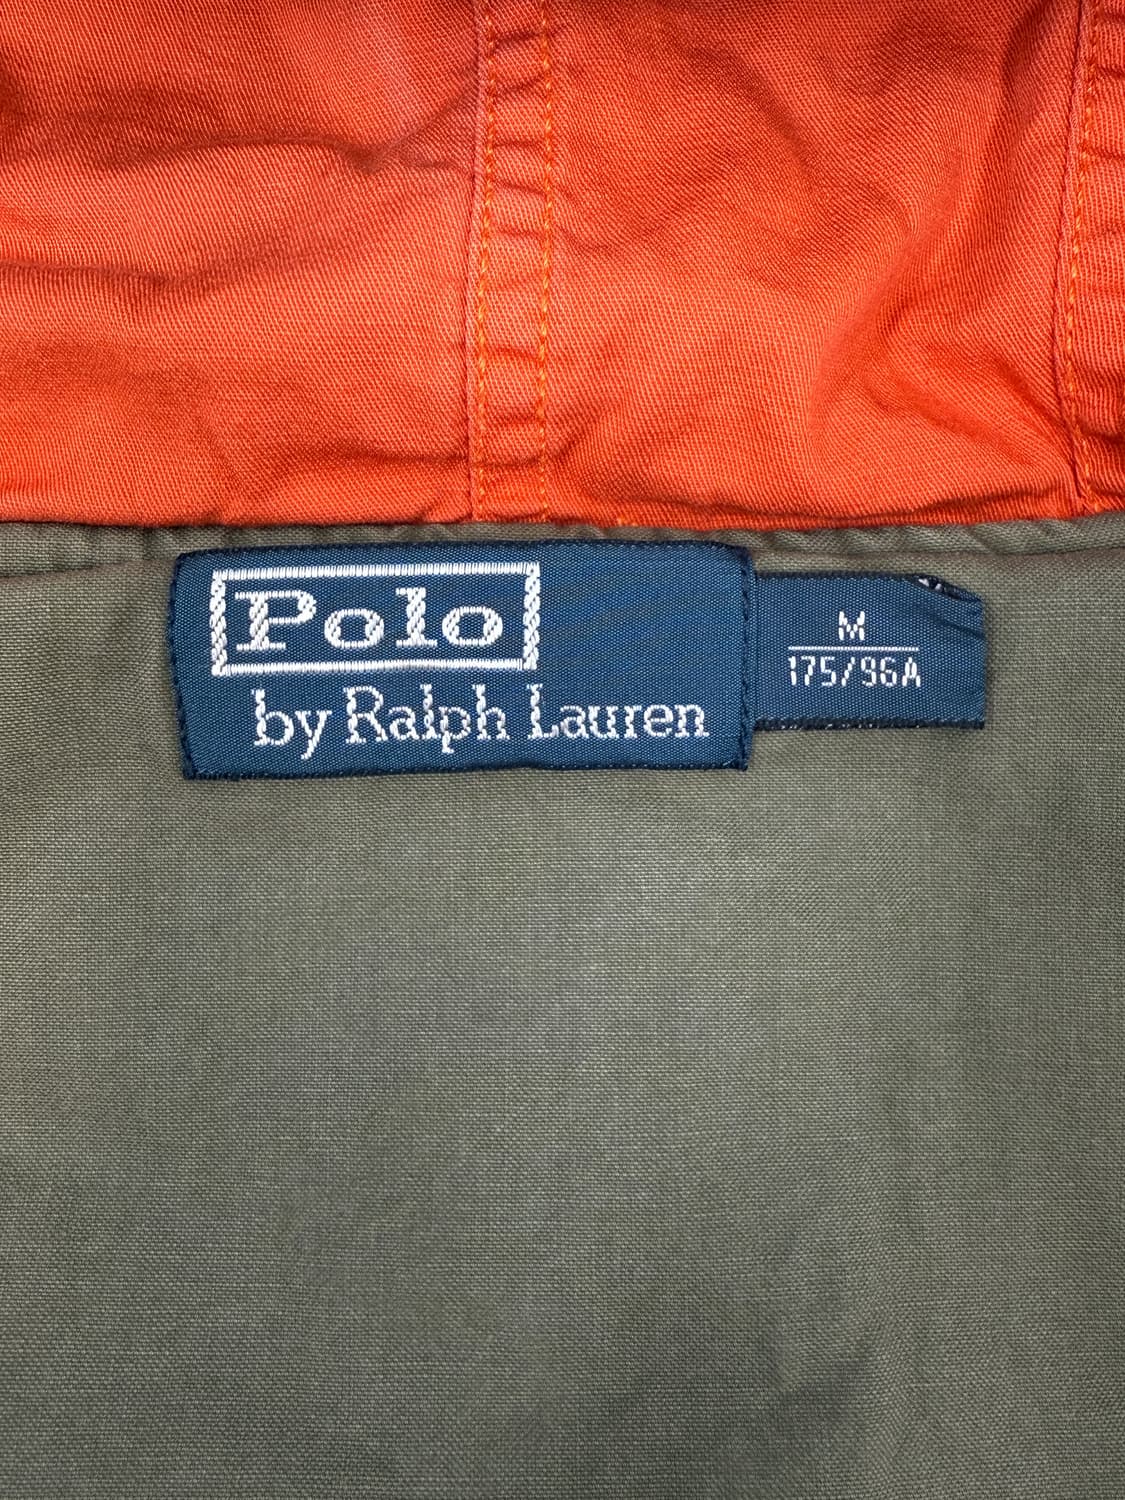 Polo
by Ralph Lauren
M
175/96A